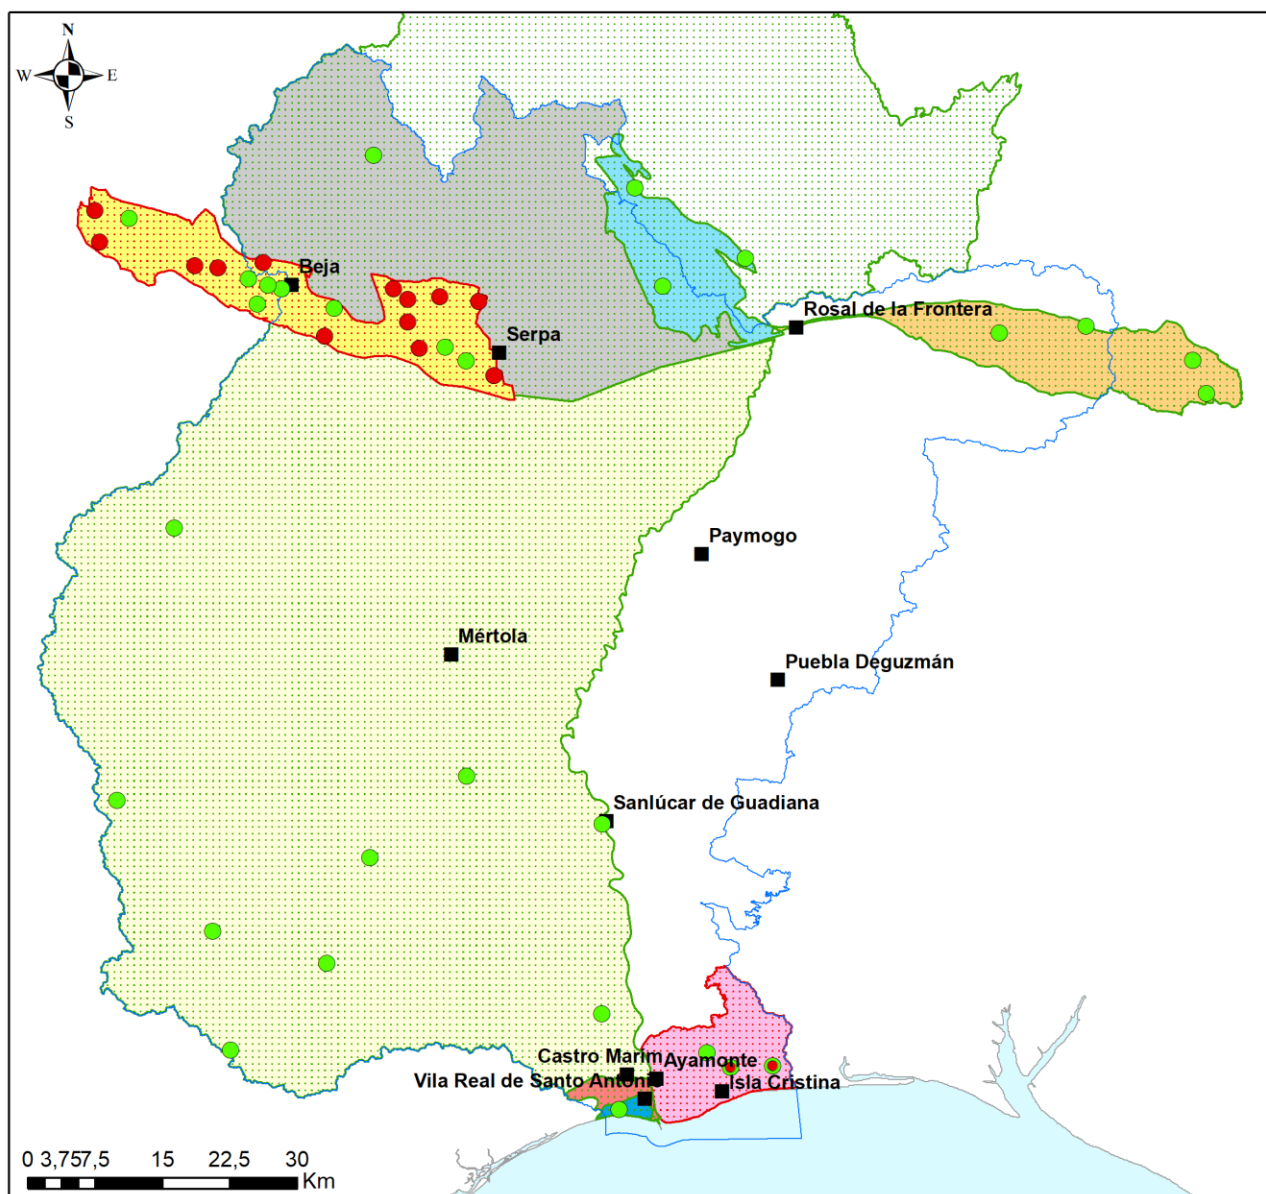 N
W E
S
Beja
Rosal de la Frontera
Serpa
Paymogo
Mértola
Puebla Deguzmán
Sanlúcar de Guadiana
Castro Marim
Ayamonte
Vila Real de Santo António
Isla Cristina
0 3,757,5 15 22,5 30
Km